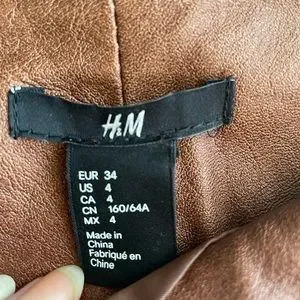 H&M
EUR 34
US 4
CA 4
CN 160/64A
MX 4
Made in
China
Fabriqué en
Chine